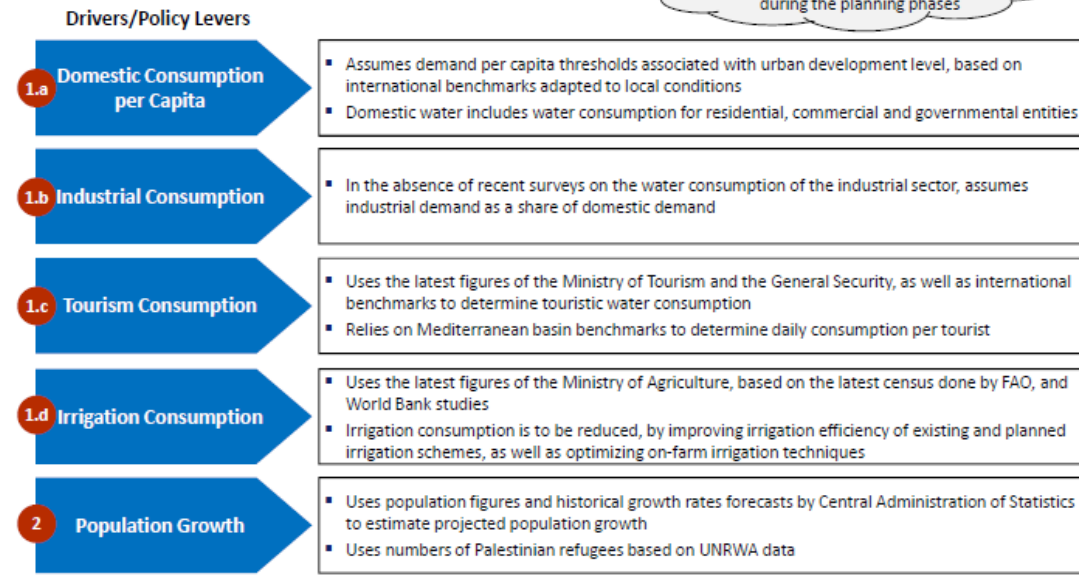 during the planning phases
Drivers/Policy Levers
1.a
Domestic Consumption
per Capita
▪ Assumes demand per capita thresholds associated with urban development level, based on
international benchmarks adapted to local conditions
▪ Domestic water includes water consumption for residential, commercial and governmental entities
1.b
Industrial Consumption
▪ In the absence of recent surveys on the water consumption of the industrial sector, assumes
industrial demand as a share of domestic demand
1.c
Tourism Consumption
▪ Uses the latest figures of the Ministry of Tourism and the General Security, as well as international
benchmarks to determine touristic water consumption
▪ Relies on Mediterranean basin benchmarks to determine daily consumption per tourist
1.d
Irrigation Consumption
▪ Uses the latest figures of the Ministry of Agriculture, based on the latest census done by FAO, and
World Bank studies
▪ Irrigation consumption is to be reduced, by improving irrigation efficiency of existing and planned
irrigation schemes, as well as optimizing on-farm irrigation techniques
2
Population Growth
▪ Uses population figures and historical growth rates forecasts by Central Administration of Statistics
to estimate projected population growth
▪ Uses numbers of Palestinian refugees based on UNRWA data